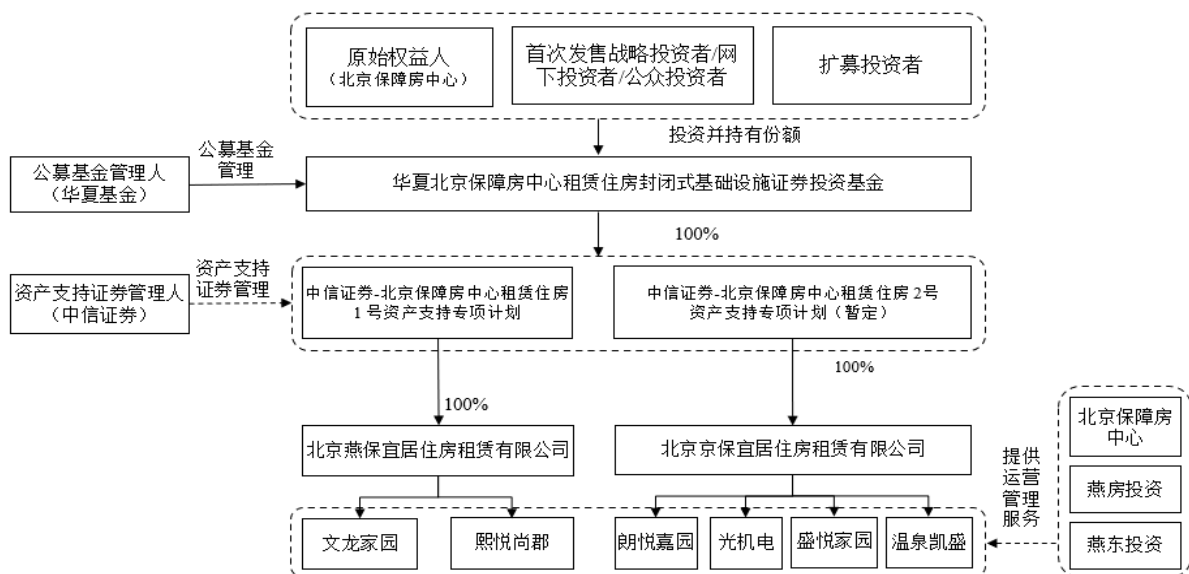 原始权益人
（北京保障房中心）
首次发售战略投资者/网
下投资者/公众投资者
扩募投资者
投资并持有份额
公募基金管理人
（华夏基金）
公募基金
管理
华夏北京保障房中心租赁住房封闭式基础设施证券投资基金
100%
资产支持证券管理人
（中信证券）
资产支持
证券管理
中信证券-北京保障房中心租赁住房
1号资产支持专项计划
中信证券-北京保障房中心租赁住房2号
资产支持专项计划（暂定）
100%
100%
北京燕保宜居住房租赁有限公司
北京京保宜居住房租赁有限公司
文龙家园
熙悦尚郡
朗悦嘉园
光机电
盛悦家园
温泉凯盛
提供
运营
管理
服务
北京保障房
中心
燕房投资
燕东投资